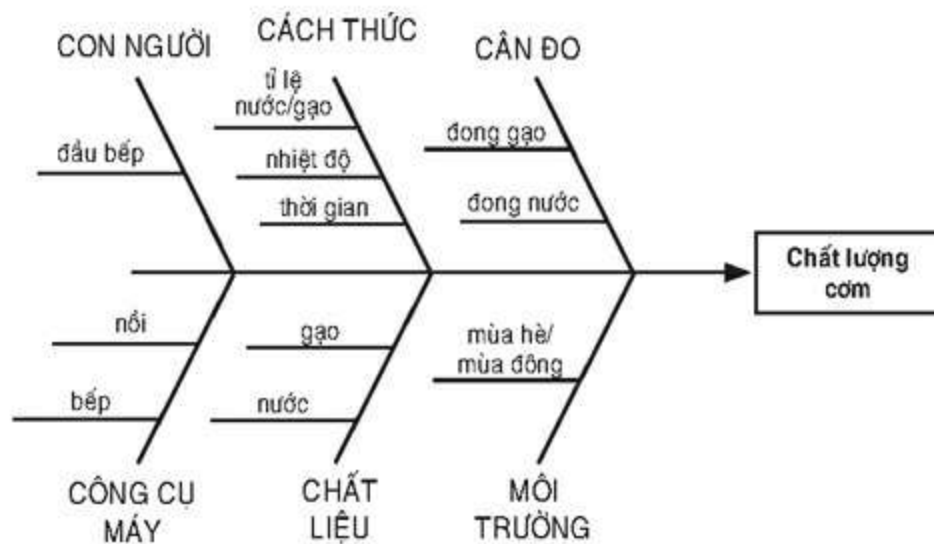 CON NGƯỜI
đầu bếp
CÁCH THỨC
tỉ lệ
nước/gạo
nhiệt độ
thời gian
CÂN ĐO
đong gạo
đong nước
Chất lượng
cơm
nồi
bếp
CÔNG CỤ
MÁY
gạo
nước
CHẤT
LIỆU
mùa hè/
mùa đông
MÔI
TRƯỜNG